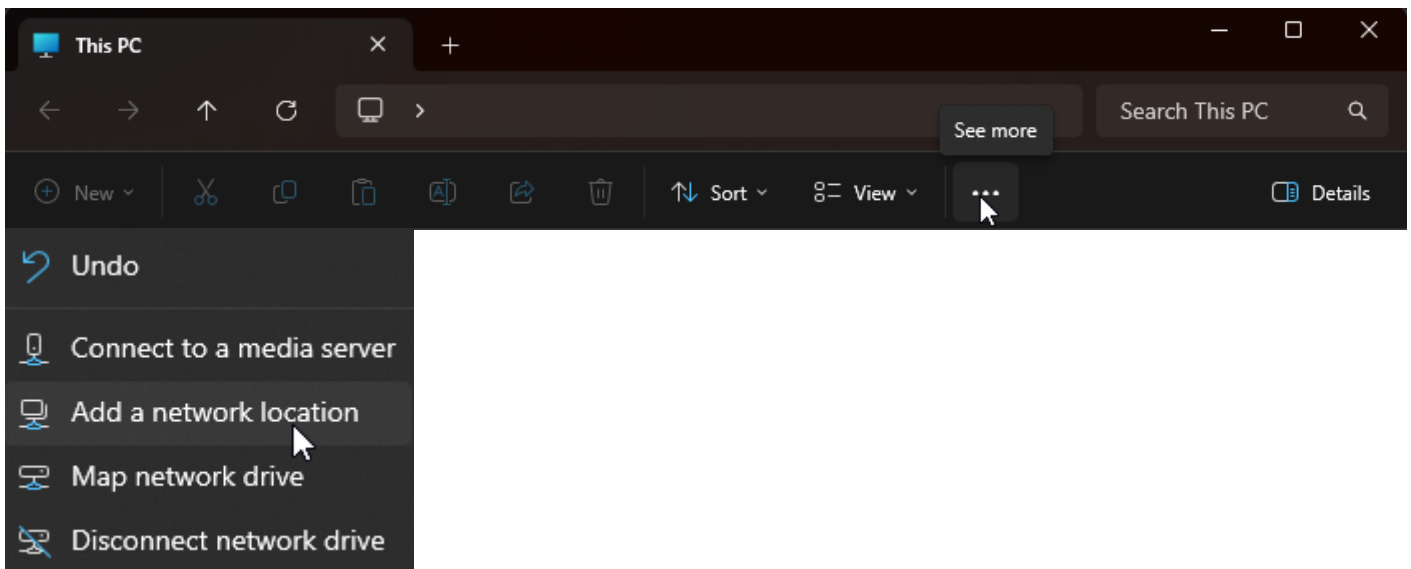 This PC
Search This PC
See more
New
Sort
View
Details
Undo
Connect to a media server
Add a network location
Map network drive
Disconnect network drive